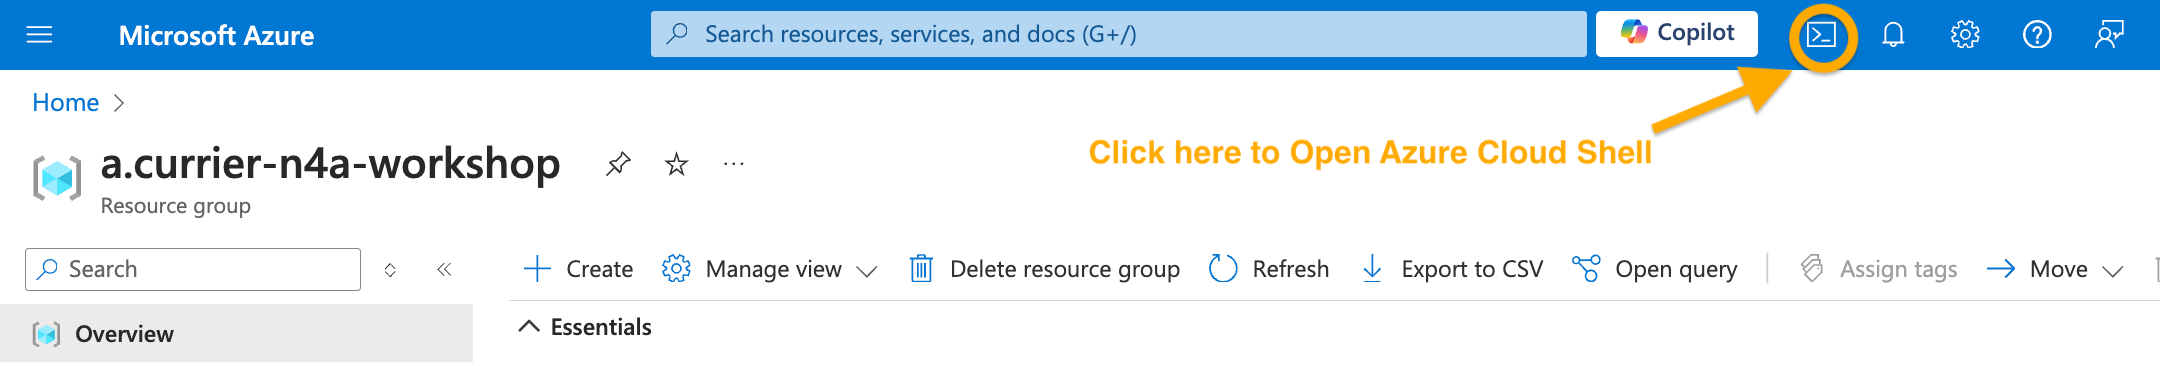 Microsoft Azure
Search resources, services, and docs (G+/)
Copilot
Home
Click here to Open Azure Cloud Shell
a.currier-n4a-workshop
Resource group
Search
Create
Manage view
Delete resource group
Refresh
Export to CSV
Open query
Assign tags
Move
Overview
Essentials